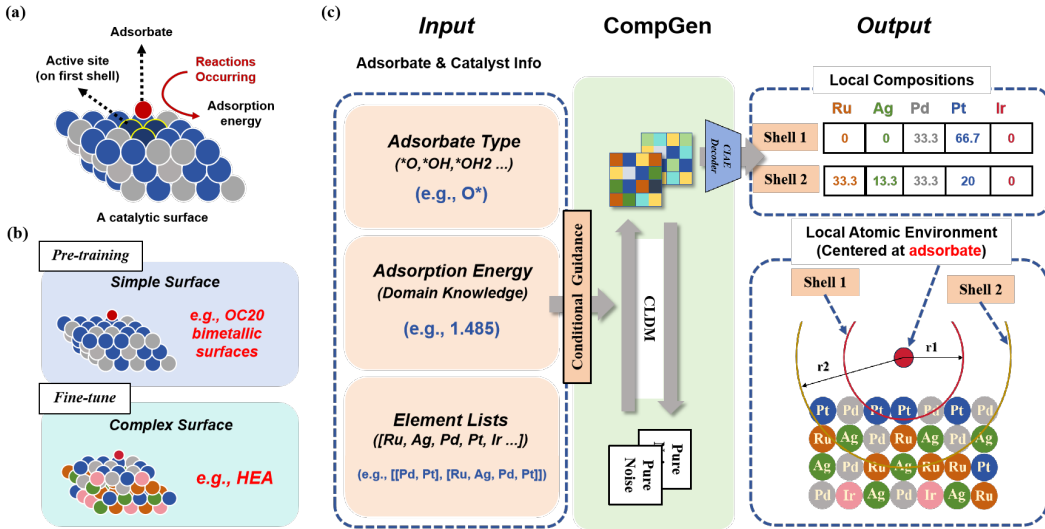 (a)
Adsorbate
Active site
(on first shell)
Reactions
Occurring
Adsorption
energy
A catalytic surface
(b)
Pre-training
Simple Surface
e.g., OC20
bimetallic
surfaces
Fine-tune
Complex Surface
e.g., HEA
(c)
Input
Adsorbate & Catalyst Info
Adsorbate Type
(*O,*OH,*OH2 ...)
(e.g., O*)
Adsorption Energy
(Domain Knowledge)
(e.g., 1.485)
Element Lists
([Ru, Ag, Pd, Pt, Ir ...])
(e.g., [[Pd, Pt], [Ru, Ag, Pd, Pt]])
Conditional Guidance
CompGen
CIAE
Decoder
CLDM
Pure
Pure
Noise
Output
Local Compositions
Ru Ag Pd Pt Ir
Shell 1 0 0 33.3 66.7 0
Shell 2 33.3 13.3 33.3 20 0
Local Atomic Environment
(Centered at adsorbate)
Shell 1
Shell 2
r1
r2
Pt Pd Pt Pt Pd Pt Pd
Ru Ag Pd Ru Ag Pd Ag
Ag Pd Ru Ag Ru Ru Pt
Pd Ir Ag Pd Ir Ag Ru